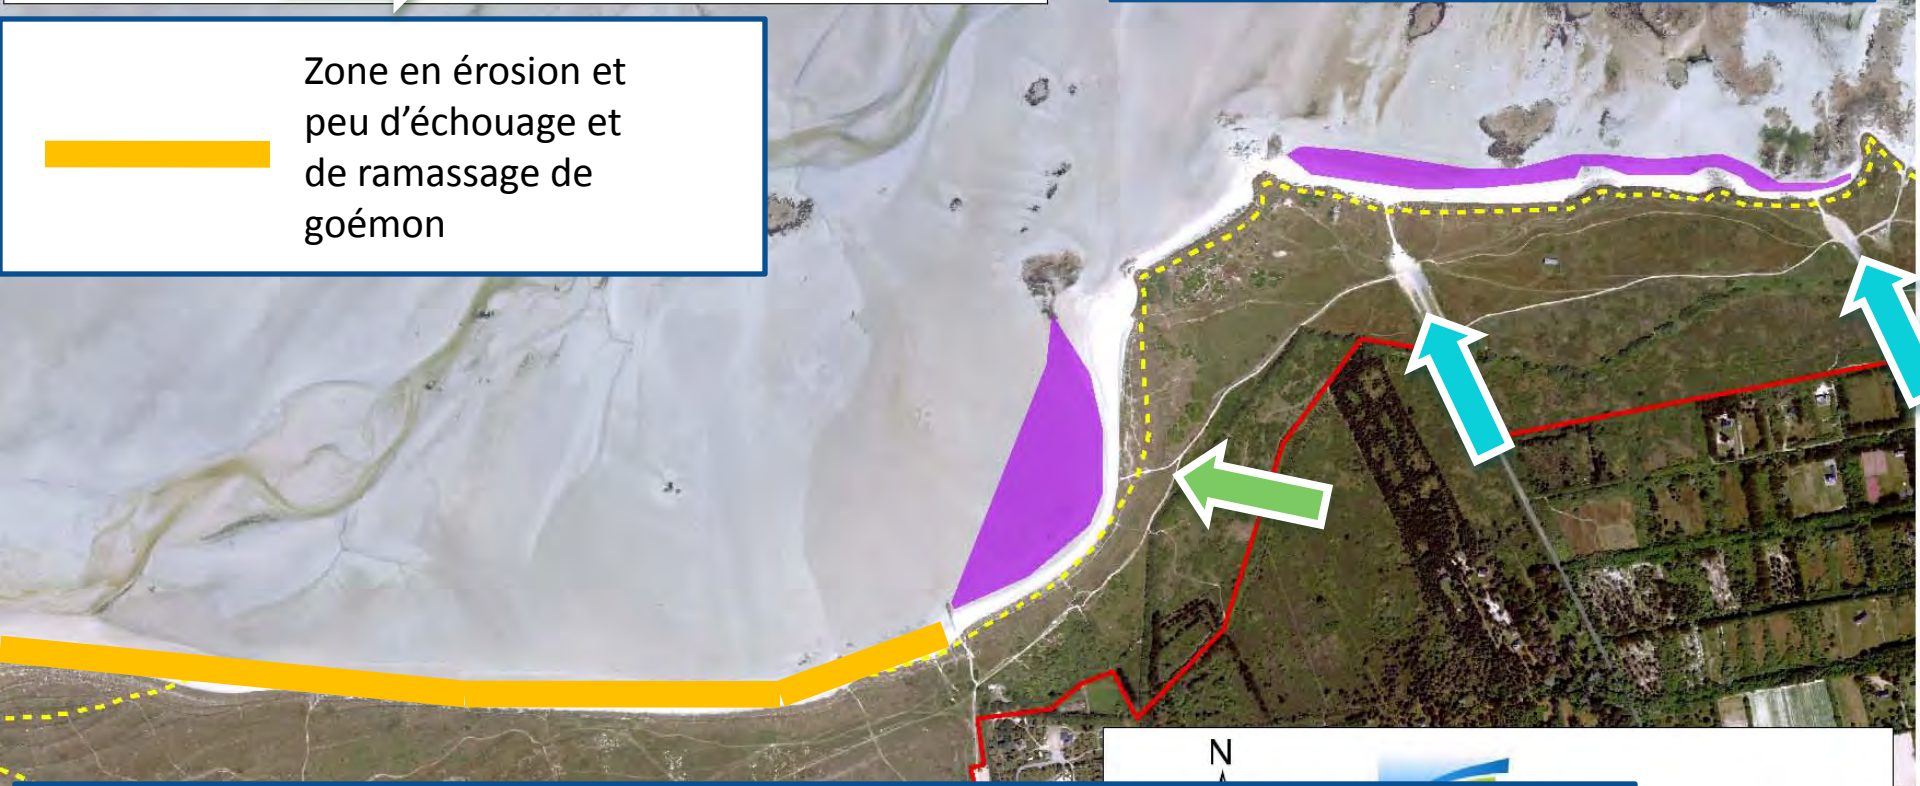 Zone en érosion et
peu d'échouage et
de ramassage de
goémon
N